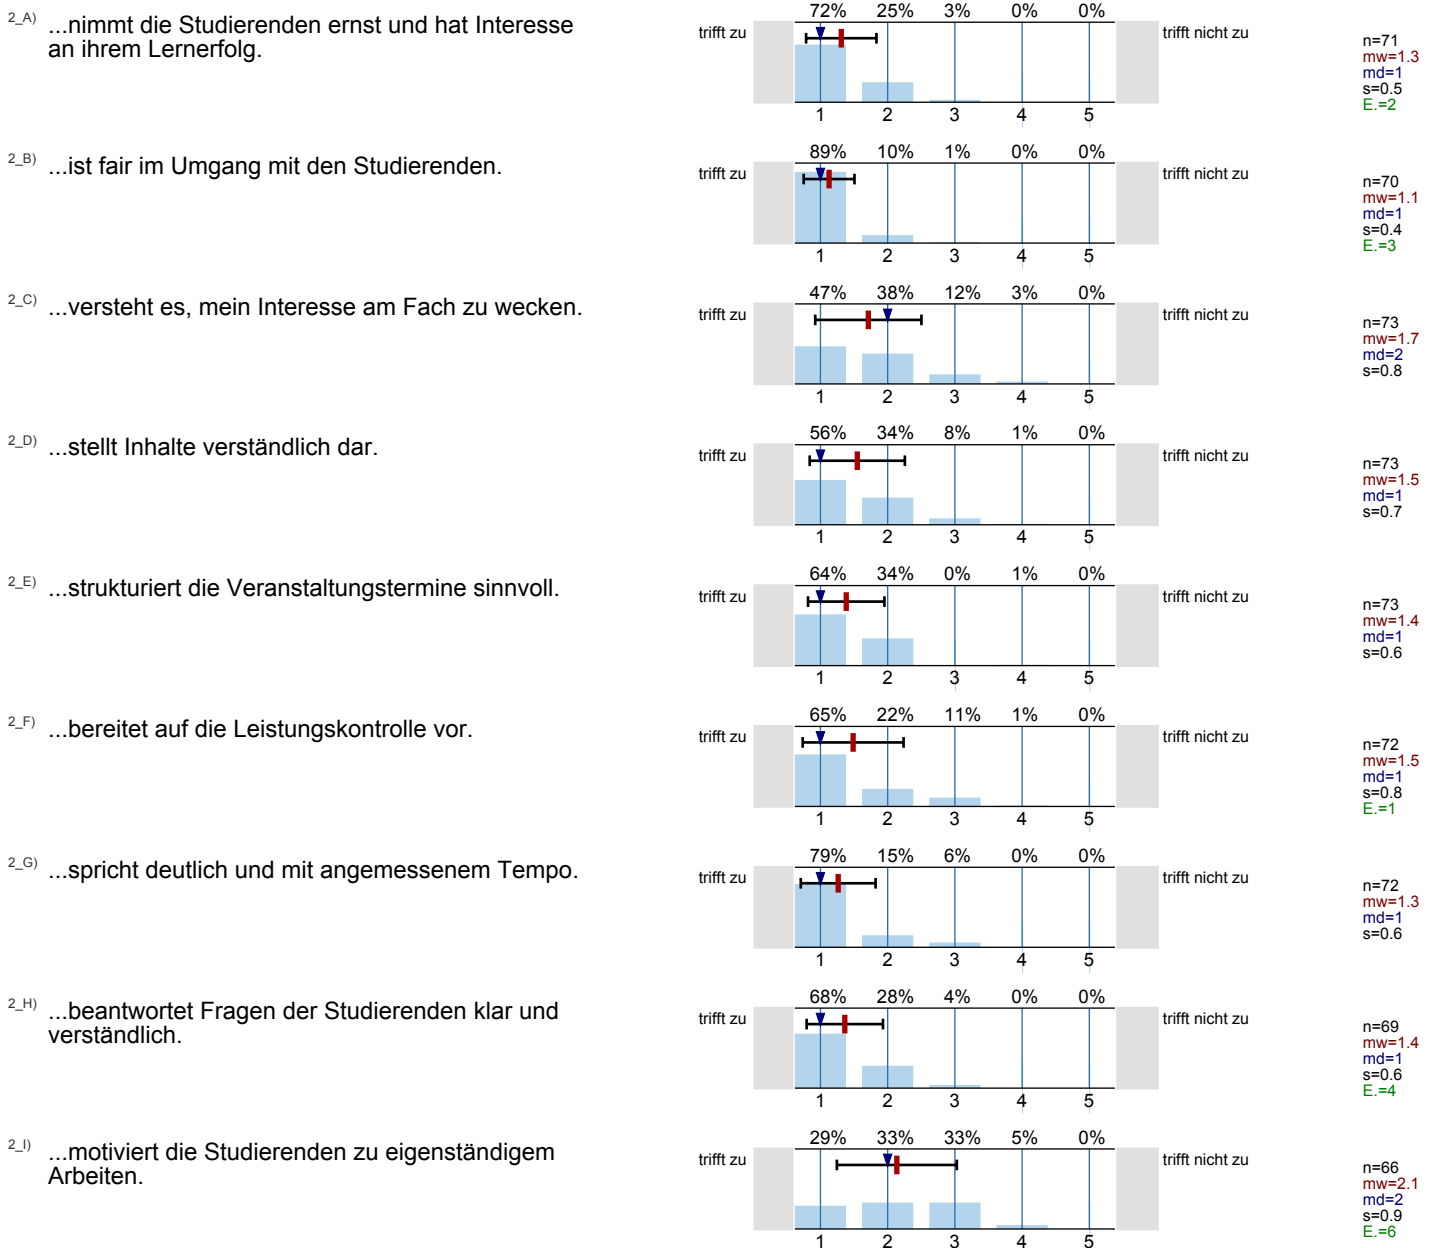 2_A) ...nimmt die Studierenden ernst und hat Interesse
an ihrem Lernerfolg.
72% 25% 3% 0% 0%
trifft zu trifft nicht zu
1 2 3 4 5
n=71
mw=1.3
md=1
s=0.5
E.=2
2_B) ...ist fair im Umgang mit den Studierenden.
89% 10% 1% 0% 0%
trifft zu trifft nicht zu
1 2 3 4 5
n=70
mw=1.1
md=1
s=0.4
E.=3
2_C) ...versteht es, mein Interesse am Fach zu wecken.
47% 38% 12% 3% 0%
trifft zu trifft nicht zu
1 2 3 4 5
n=73
mw=1.7
md=2
s=0.8
2_D) ...stellt Inhalte verständlich dar.
56% 34% 8% 1% 0%
trifft zu trifft nicht zu
1 2 3 4 5
n=73
mw=1.5
md=1
s=0.7
2_E) ...strukturiert die Veranstaltungstermine sinnvoll.
64% 34% 0% 1% 0%
trifft zu trifft nicht zu
1 2 3 4 5
n=73
mw=1.4
md=1
s=0.6
2_F) ...bereitet auf die Leistungskontrolle vor.
65% 22% 11% 1% 0%
trifft zu trifft nicht zu
1 2 3 4 5
n=72
mw=1.5
md=1
s=0.8
E.=1
2_G) ...spricht deutlich und mit angemessenem Tempo.
79% 15% 6% 0% 0%
trifft zu trifft nicht zu
1 2 3 4 5
n=72
mw=1.3
md=1
s=0.6
2_H) ...beantwortet Fragen der Studierenden klar und
verständlich.
68% 28% 4% 0% 0%
trifft zu trifft nicht zu
1 2 3 4 5
n=69
mw=1.4
md=1
s=0.6
E.=4
2_I) ...motiviert die Studierenden zu eigenständigem
Arbeiten.
29% 33% 33% 5% 0%
trifft zu trifft nicht zu
1 2 3 4 5
n=66
mw=2.1
md=2
s=0.9
E.=6